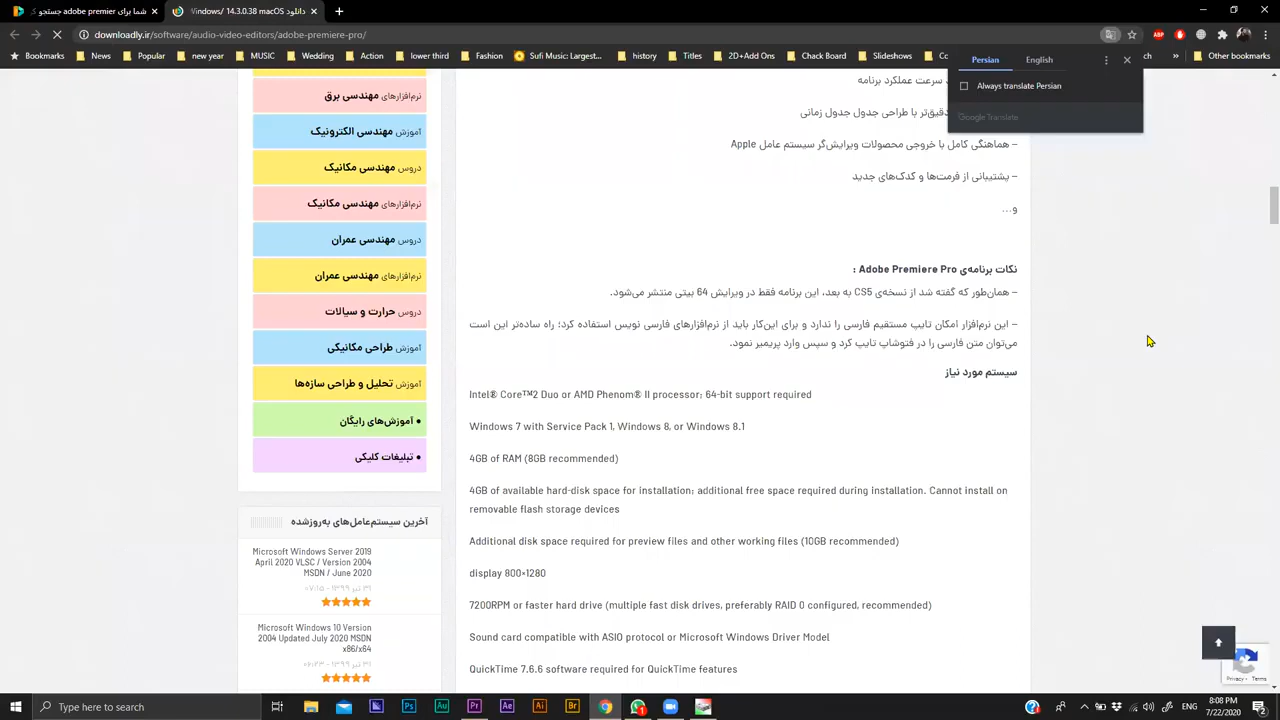 شما برای premiere جستجوی
دانلود Windows/ 14.3.0.38 MacOS
downloadly.ir/software/audio-video-editors/adobe-premiere-pro/
Bookmarks
News
Popular
new year
MUSIC
Wedding
Action
lower third
Fashion
Sufi Music: Largest...
history
2D+Add Ons
Chack Board
Slideshows
Other bookmarks
Persian
English
Always translate Persian
Google Translate
نرم‌افزارهای مهندسی برق
آموزش مهندسی الکترونیک
دروس مهندسی مکانیک
نرم‌افزارهای مهندسی مکانیک
دروس مهندسی عمران
نرم‌افزارهای مهندسی عمران
دروس حرارت و سیالات
آموزش طراحی مکانیکی
آموزش تحلیل و طراحی سازه‌ها
• آموزش‌های رایگان
• تبلیغات کلیکی
آخرین سیستم‌عامل‌های به‌روزشده
Microsoft Windows Server 2019
April 2020 VLSC / Version 2004
MSDN / June 2020
۳۱ تیر ۱۳۹۹ – ۰۷:۱۵
Microsoft Windows 10 Version
2004 Updated July 2020 MSDN
x86/x64
۳۱ تیر ۱۳۹۹ – ۰۶:۲۳
سرعت عملکرد برنامه
دقیق‌تر با طراحی جدول جدول زمانی
– هماهنگی کامل با خروجی محصولات ویرایش‌گر سیستم عامل Apple
– پشتیبانی از فرمت‌ها و کدک‌های جدید
و…
نکات برنامه‌ی Adobe Premiere Pro :
– همان‌طور که گفته شد از نسخه‌ی CS5 به بعد، این برنامه فقط در ویرایش 64 بیتی منتشر می‌شود.
– این نرم‌افزار امکان تایپ مستقیم فارسی را ندارد و برای این‌کار باید از نرم‌افزارهای فارسی نویس استفاده کرد؛ راه ساده‌تر این است
می‌توان متن فارسی را در فتوشاپ تایپ کرد و سپس وارد پریمیر نمود.
سیستم مورد نیاز
Intel® Core™2 Duo or AMD Phenom® II processor; 64-bit support required
Windows 7 with Service Pack 1, Windows 8, or Windows 8.1
4GB of RAM (8GB recommended)
4GB of available hard-disk space for installation; additional free space required during installation. Cannot install on
removable flash storage devices
Additional disk space required for preview files and other working files (10GB recommended)
display 800×1280
7200RPM or faster hard drive (multiple fast disk drives, preferably RAID 0 configured, recommended)
Sound card compatible with ASIO protocol or Microsoft Windows Driver Model
QuickTime 7.6.6 software required for QuickTime features
Privacy - Terms
Type here to search
8:08 PM
7/22/2020